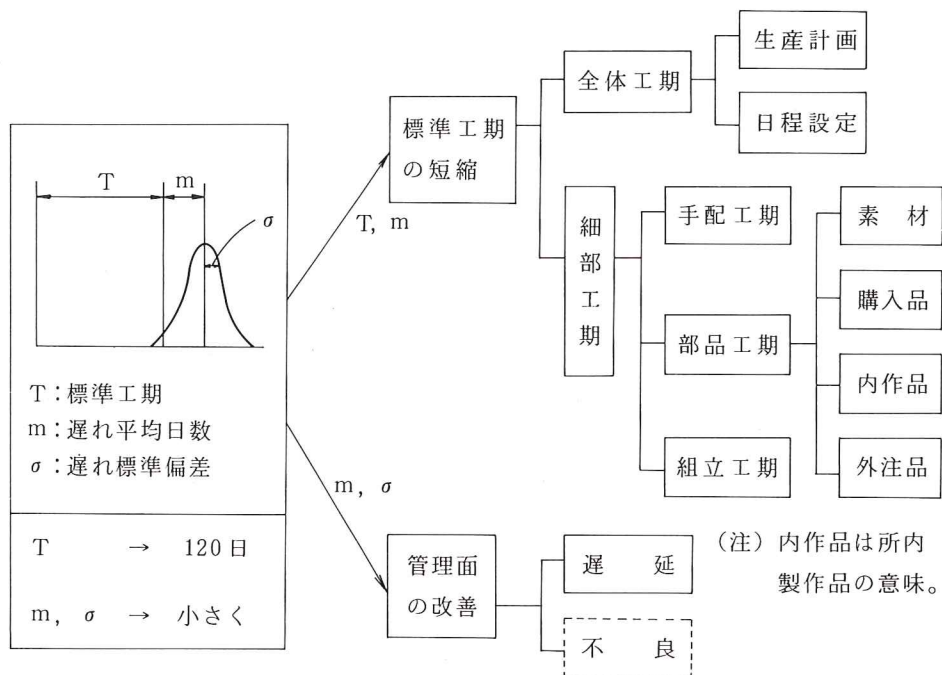 T
m
σ
T：標準工期
m：遅れ平均日数
σ：遅れ標準偏差
T → 120日
m, σ → 小さく
T, m
m, σ
標準工期
の短縮
全体工期
生産計画
日程設定
細部工期
手配工期
部品工期
組立工期
素 材
購入品
内作品
外注品
管理面
の改善
遅 延
不 良
（注）内作品は所内
製作品の意味。